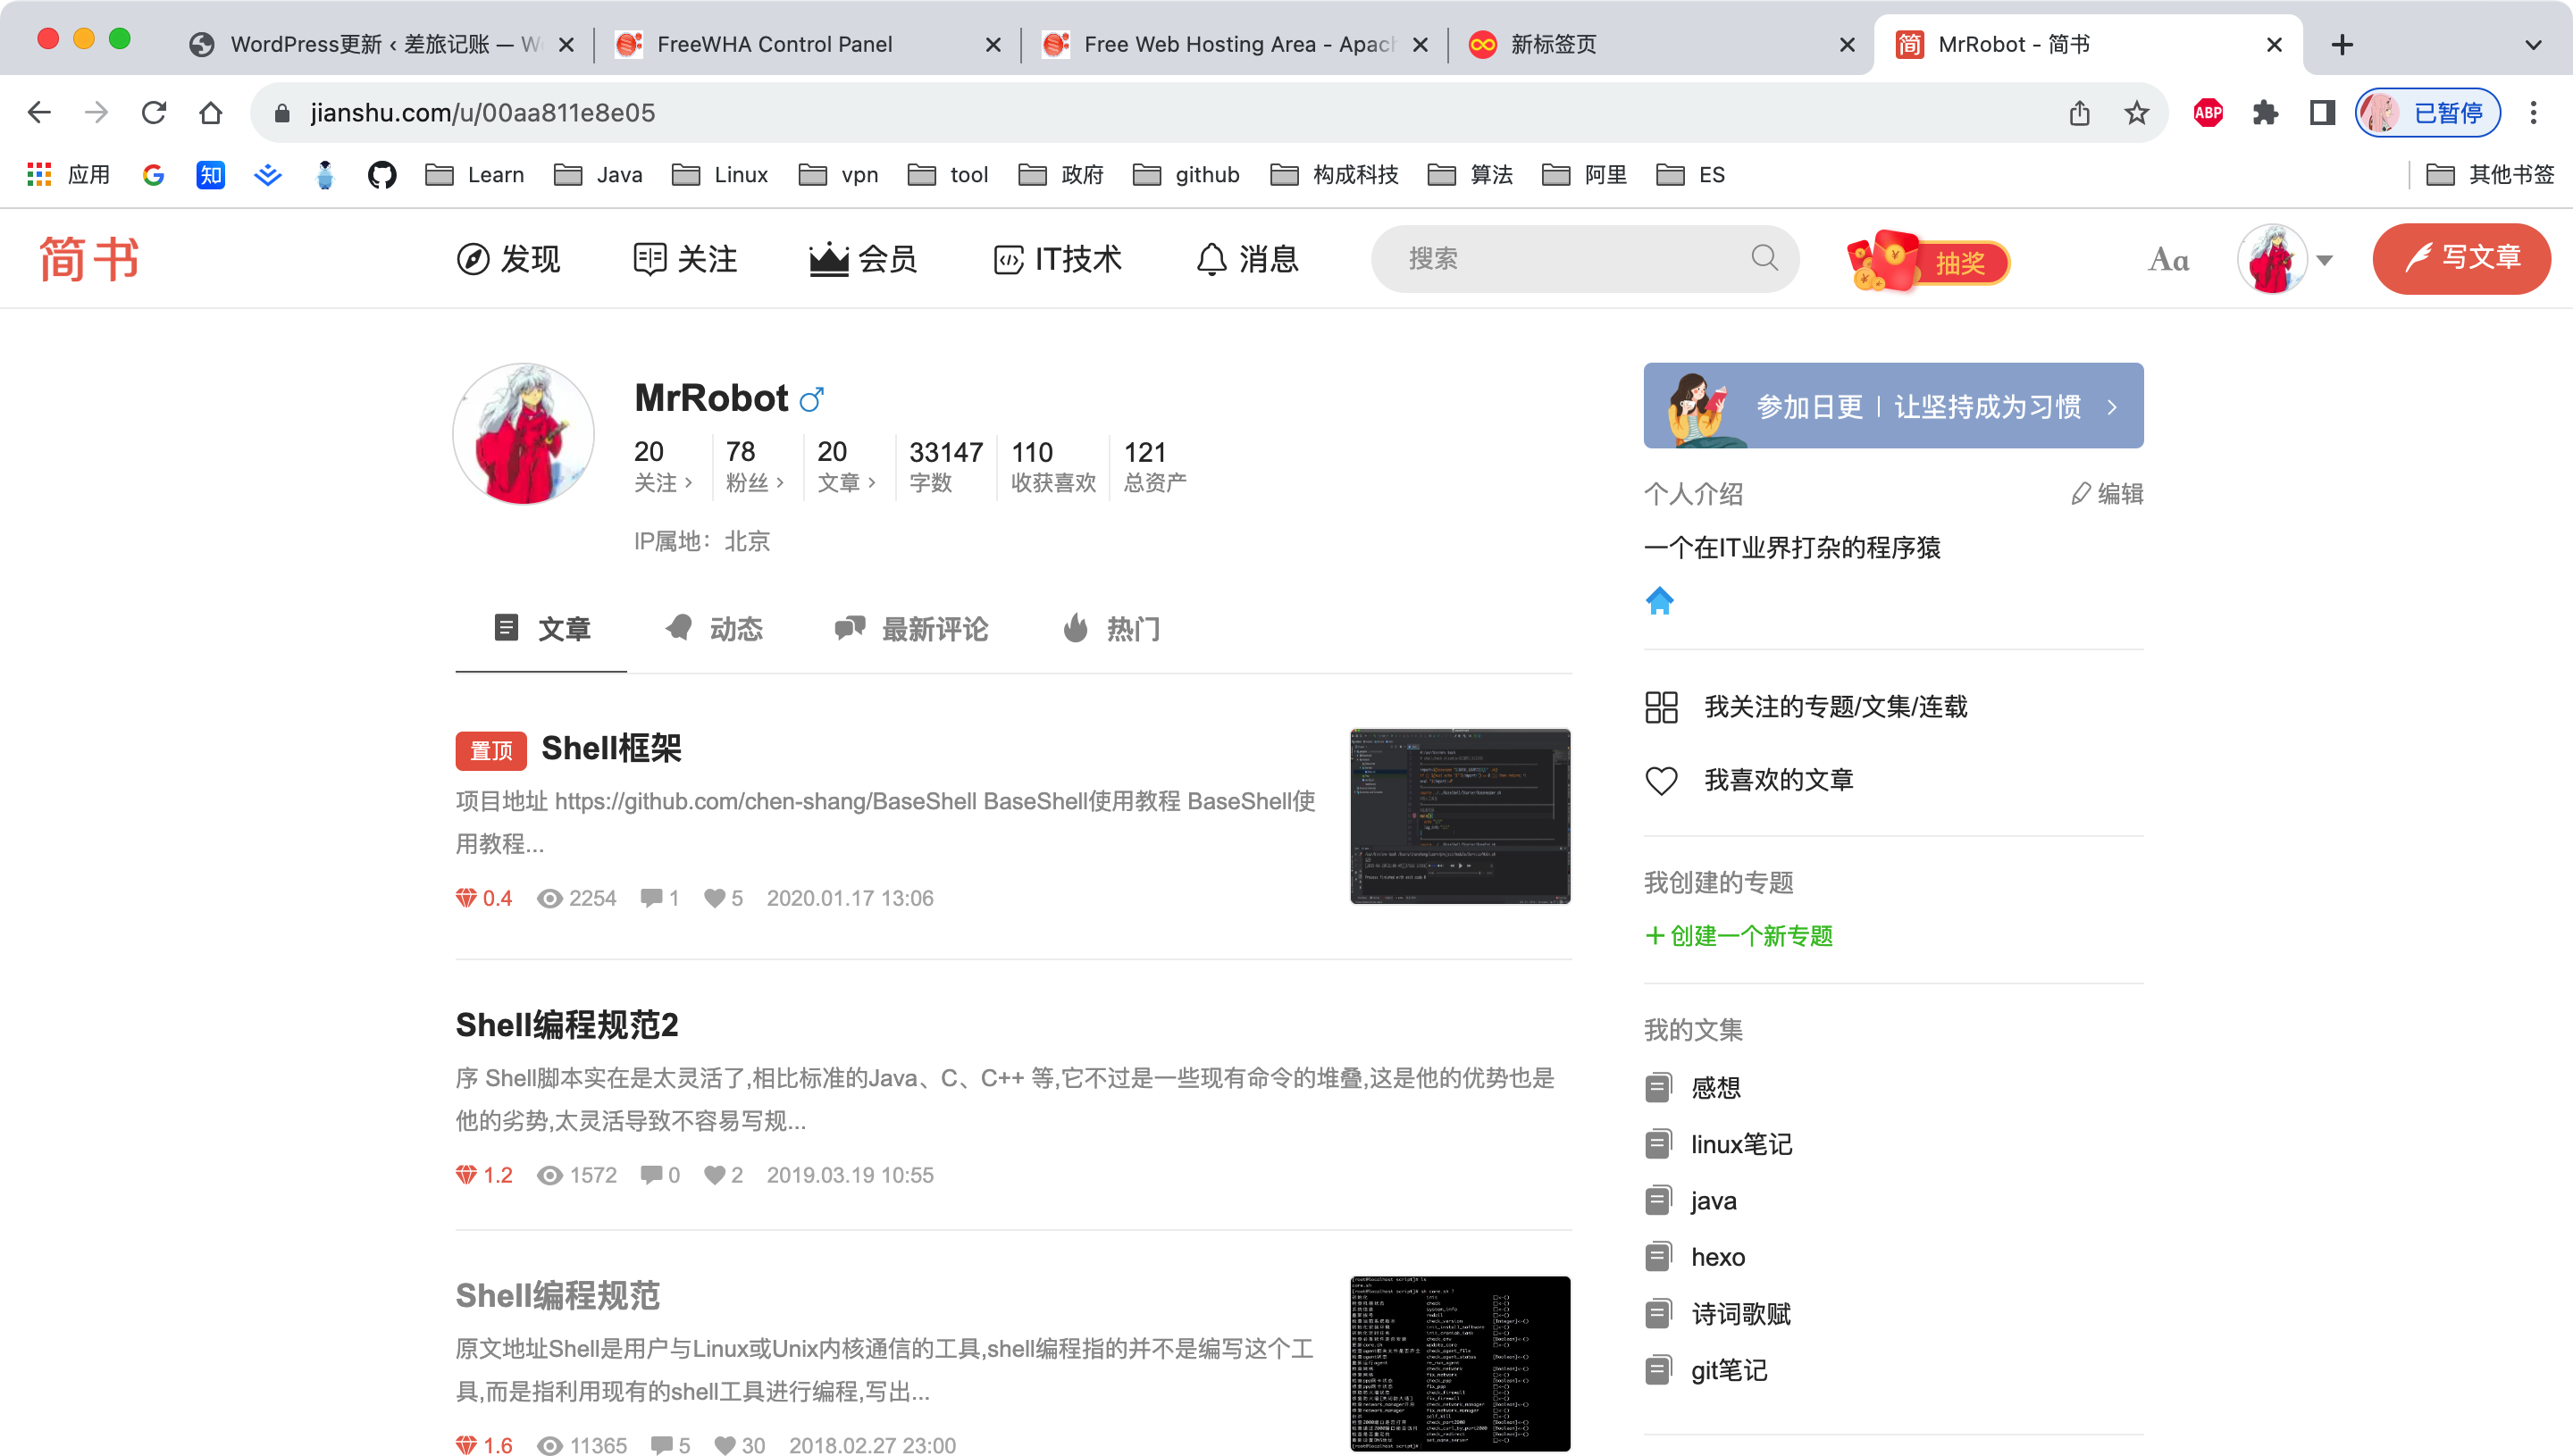 WordPress更新 ‹ 差旅记账 — W
FreeWHA Control Panel
Free Web Hosting Area - Apach
新标签页
MrRobot - 简书
jianshu.com/u/00aa811e8e05
ABP
已暂停
应用
知
Learn
Java
Linux
vpn
tool
政府
github
构成科技
算法
阿里
ES
其他书签
简书
发现
关注
会员
IT技术
消息
搜索
抽奖
Aa
写文章
MrRobot
20 78 20 33147 110 121
关注 粉丝 文章 字数 收获喜欢 总资产
IP属地：北京
文章 动态 最新评论 热门
置顶 Shell框架
项目地址 https://github.com/chen-shang/BaseShell BaseShell使用教程 BaseShell使
用教程...
0.4 2254 1 5 2020.01.17 13:06
Shell编程规范2
序 Shell脚本实在是太灵活了,相比标准的Java、C、C++ 等,它不过是一些现有命令的堆叠,这是他的优势也是
他的劣势,太灵活导致不容易写规...
1.2 1572 0 2 2019.03.19 10:55
Shell编程规范
原文地址Shell是用户与Linux或Unix内核通信的工具,shell编程指的并不是编写这个工
具,而是指利用现有的shell工具进行编程,写出...
1.6 11365 5 30 2018.02.27 23:00
参加日更 | 让坚持成为习惯
个人介绍
编辑
一个在IT业界打杂的程序猿
我关注的专题/文集/连载
我喜欢的文章
我创建的专题
+ 创建一个新专题
我的文集
感想
linux笔记
java
hexo
诗词歌赋
git笔记